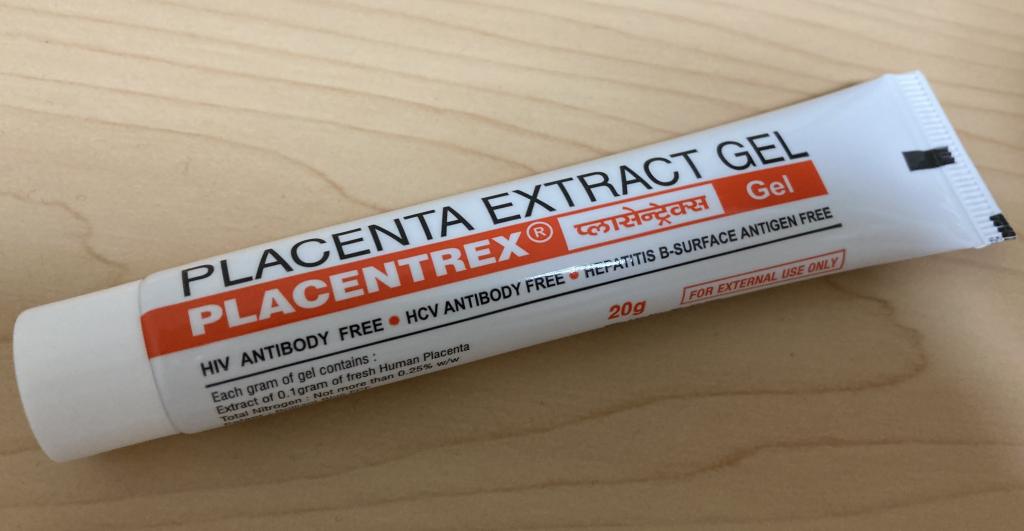 PLACENTA EXTRACT GEL
PLACENTREX® प्लासेन्ट्रेक्स Gel
HIV ANTIBODY FREE • HCV ANTIBODY FREE • HEPATITIS B-SURFACE ANTIGEN FREE
20g FOR EXTERNAL USE ONLY
Each gram of gel contains :
Extract of 0.1gram of fresh Human Placenta
Total Nitrogen : Not more than 0.25% w/w